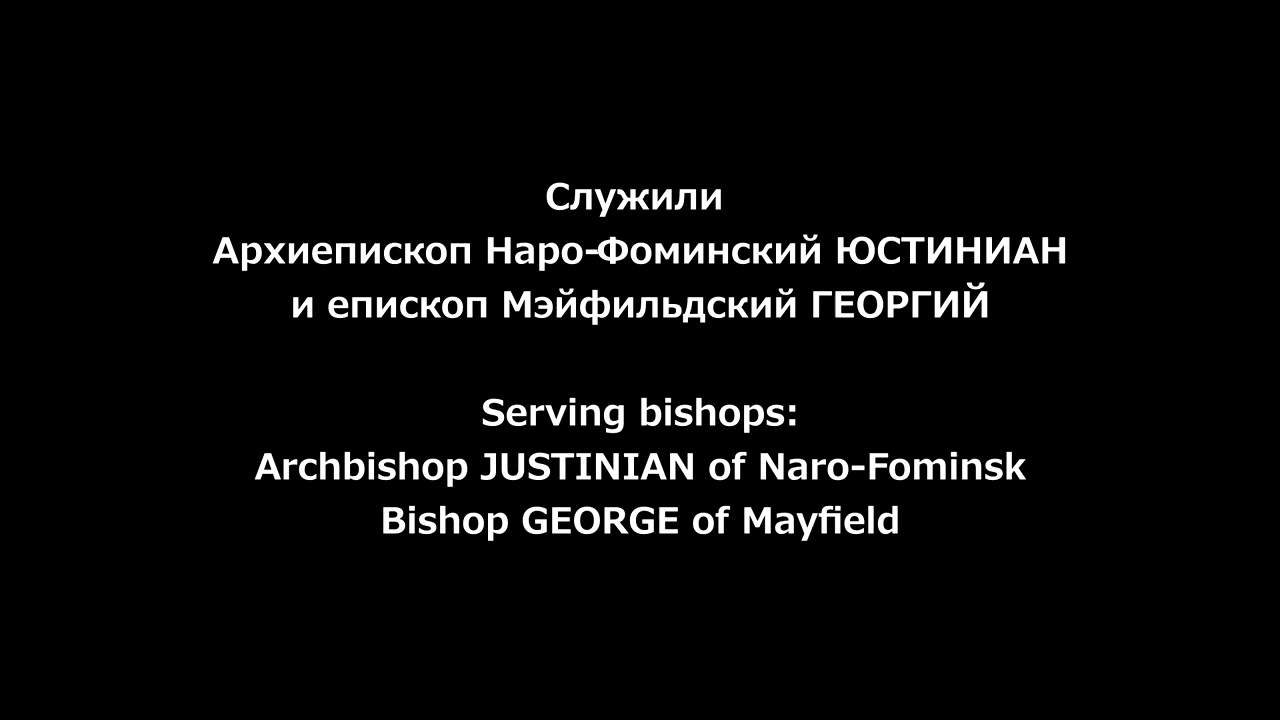 Служили
Архиепископ Наро-Фоминский ЮСТИНИАН
и епископ Мэйфильдский ГЕОРГИЙ
Serving bishops:
Archbishop JUSTINIAN of Naro-Fominsk
Bishop GEORGE of Mayfield